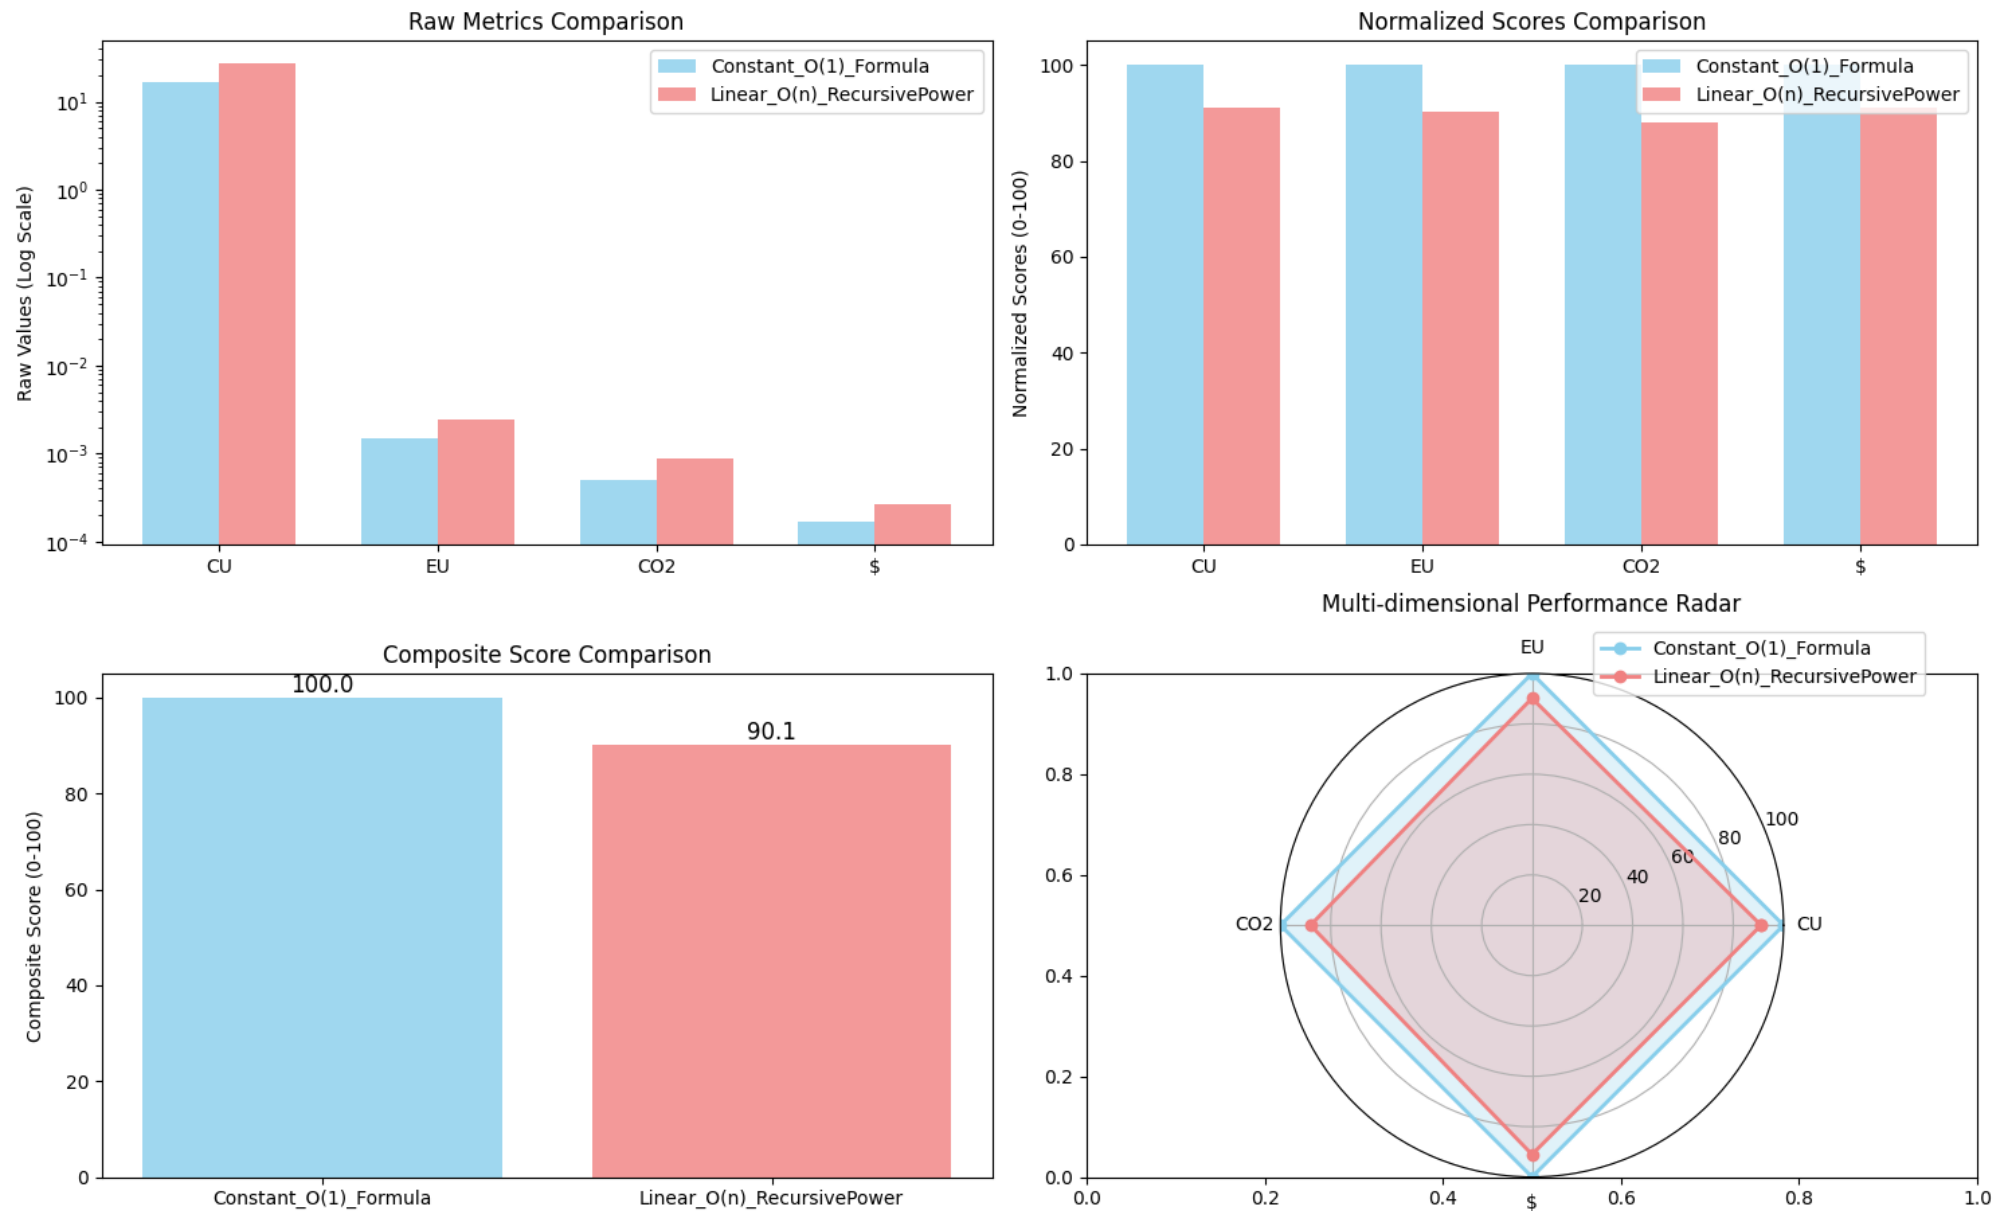 Raw Metrics Comparison
Raw Values (Log Scale)
10¹
10⁰
10⁻¹
10⁻²
10⁻³
10⁻⁴
Constant_O(1)_Formula
Linear_O(n)_RecursivePower
CU EU CO2 $
Normalized Scores Comparison
Normalized Scores (0-100)
100
80
60
40
20
0
Constant_O(1)_Formula
Linear_O(n)_RecursivePower
CU EU CO2 $
Composite Score Comparison
Composite Score (0-100)
100
80
60
40
20
0
100.0
90.1
Constant_O(1)_Formula Linear_O(n)_RecursivePower
Multi-dimensional Performance Radar
Constant_O(1)_Formula
Linear_O(n)_RecursivePower
1.0
0.8
0.6
0.4
0.2
0.0
EU
100
80
60
40
20
CO2
CU
$
0.0 0.2 0.4 0.6 0.8 1.0